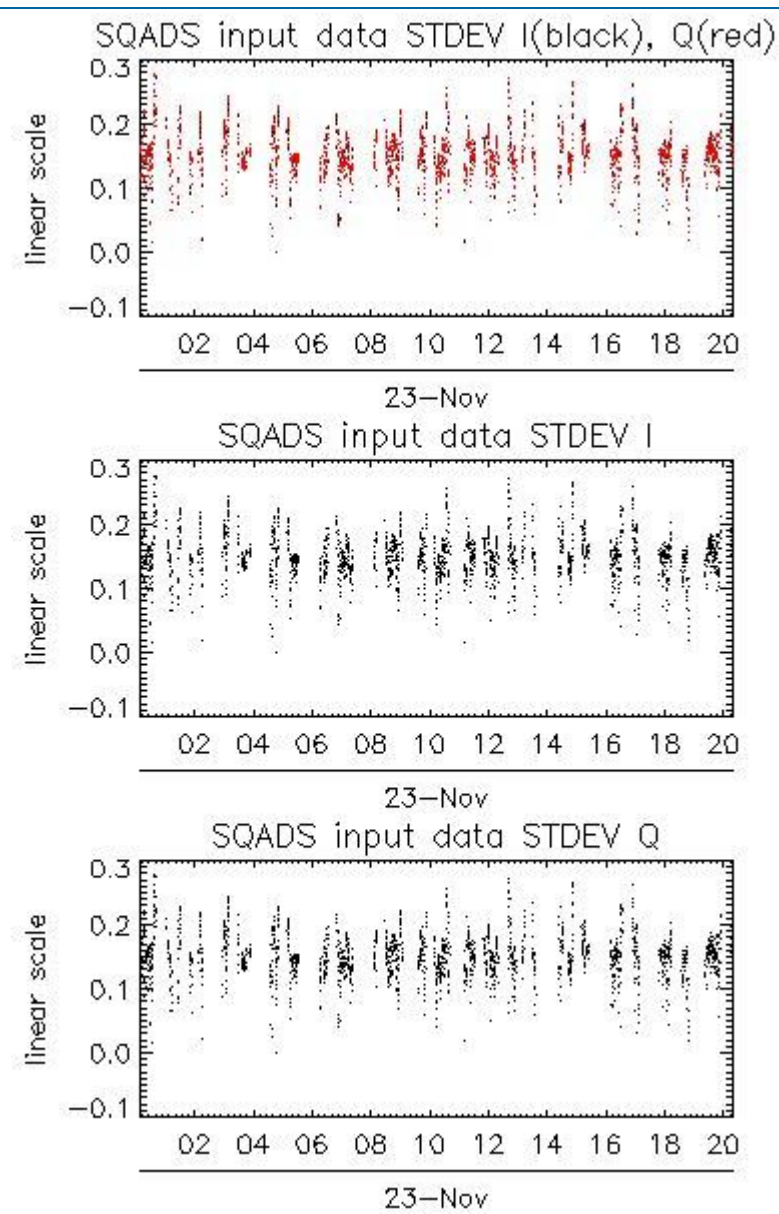 SQADS input data STDEV I(black), Q(red)
0.3
0.2
0.1
0.0
−0.1
linear scale
02 04 06 08 10 12 14 16 18 20
23−Nov
SQADS input data STDEV I
0.3
0.2
0.1
0.0
−0.1
linear scale
02 04 06 08 10 12 14 16 18 20
23−Nov
SQADS input data STDEV Q
0.3
0.2
0.1
0.0
−0.1
linear scale
02 04 06 08 10 12 14 16 18 20
23−Nov